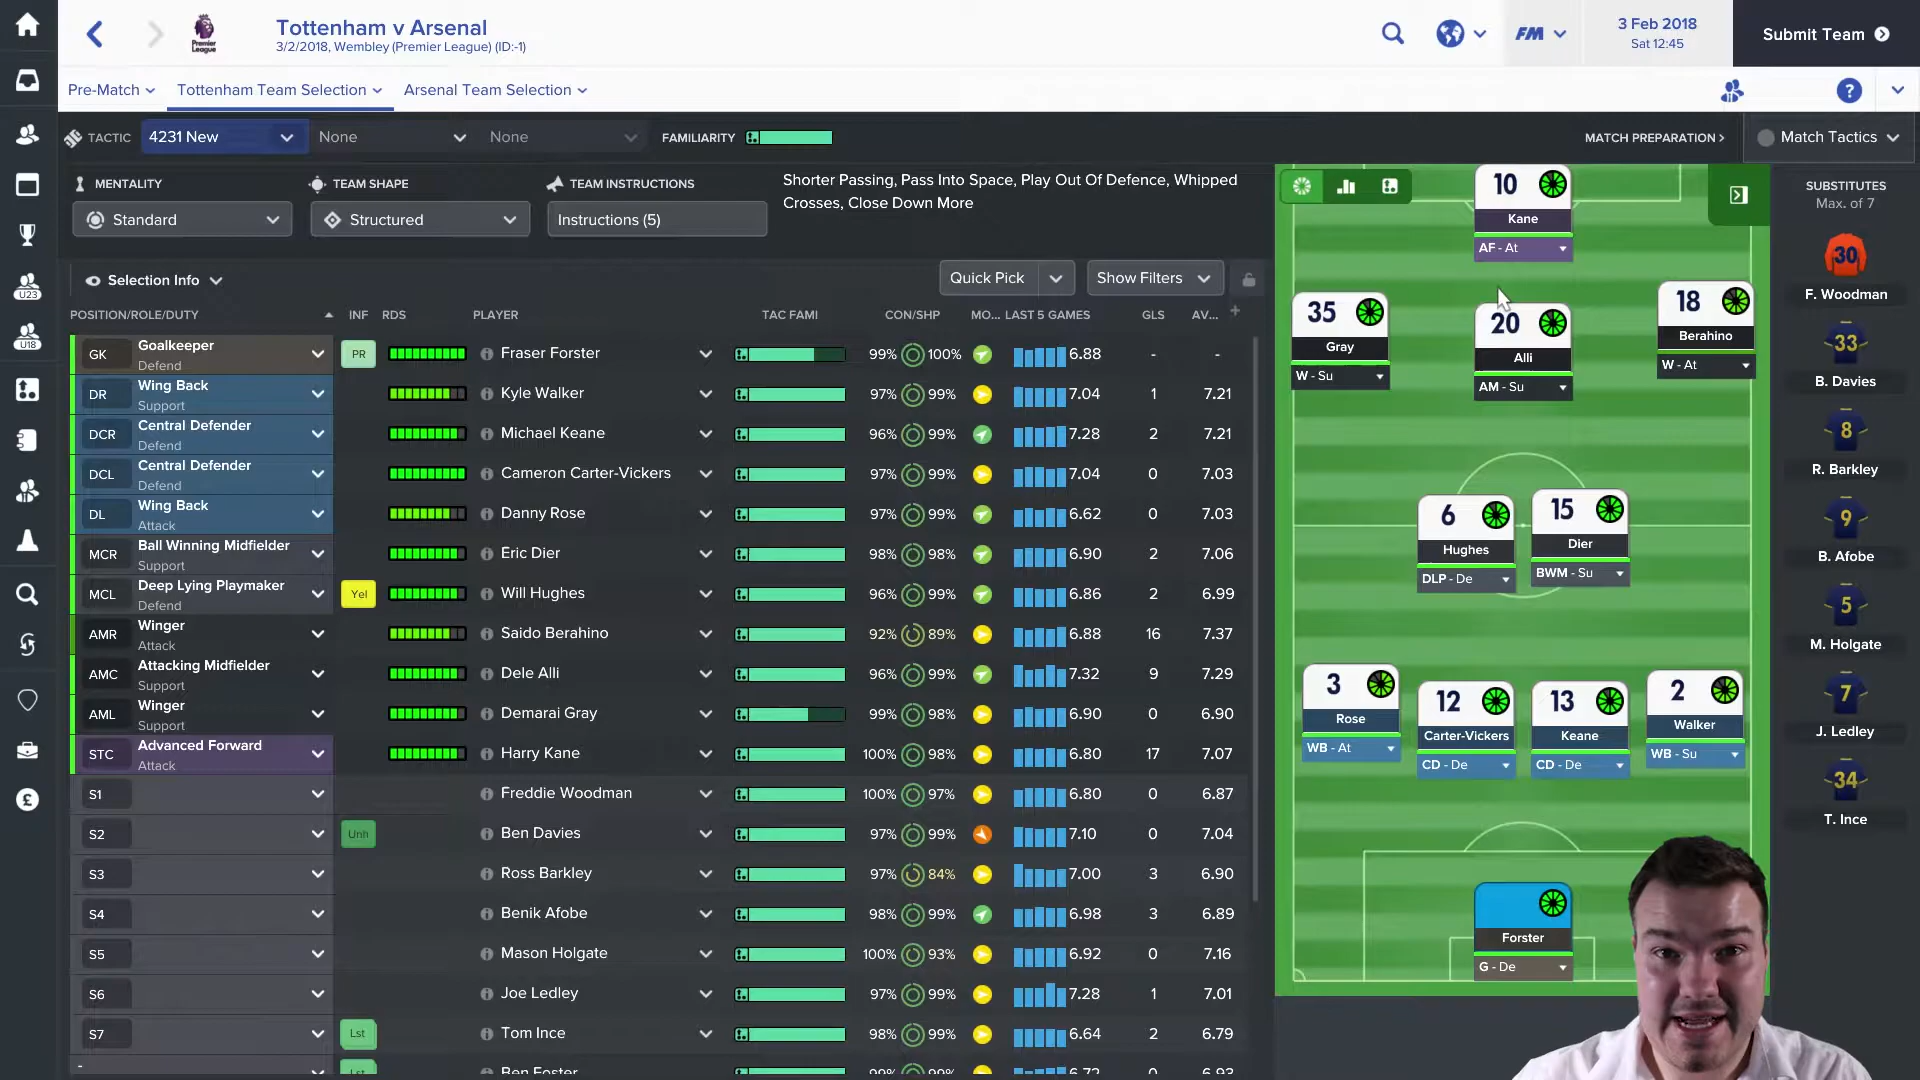 Tottenham v Arsenal
3/2/2018, Wembley (Premier League) (ID:-1)
Premier League
FM
3 Feb 2018
Sat 12:45
Submit Team
Pre-Match
Tottenham Team Selection
Arsenal Team Selection
?
TACTIC
4231 New
None
None
FAMILIARITY
MATCH PREPARATION >
Match Tactics
MENTALITY
TEAM SHAPE
TEAM INSTRUCTIONS
Standard
Structured
Instructions (5)
Shorter Passing, Pass Into Space, Play Out Of Defence, Whipped
Crosses, Close Down More
Selection Info
Quick Pick
Show Filters
POSITION/ROLE/DUTY INF RDS PLAYER TAC FAMI CON/SHP MO... LAST 5 GAMES GLS AV... +
GK Goalkeeper Defend PR Fraser Forster 99% 100% 6.88 - -
DR Wing Back Support Kyle Walker 97% 99% 7.04 1 7.21
DCR Central Defender Defend Michael Keane 96% 99% 7.28 2 7.21
DCL Central Defender Defend Cameron Carter-Vickers 97% 99% 7.04 0 7.03
DL Wing Back Attack Danny Rose 97% 99% 6.62 0 7.03
MCR Ball Winning Midfielder Support Eric Dier 98% 98% 6.90 2 7.06
MCL Deep Lying Playmaker Defend Yel Will Hughes 96% 99% 6.86 2 6.99
AMR Winger Attack Saido Berahino 92% 89% 6.88 16 7.37
AMC Attacking Midfielder Support Dele Alli 96% 99% 7.32 9 7.29
AML Winger Support Demarai Gray 99% 98% 6.90 0 6.90
STC Advanced Forward Attack Harry Kane 100% 98% 6.80 17 7.07
S1 Freddie Woodman 100% 97% 6.80 0 6.87
S2 Unh Ben Davies 97% 99% 7.10 0 7.04
S3 Ross Barkley 97% 84% 7.00 3 6.90
S4 Benik Afobe 98% 99% 6.98 3 6.89
S5 Mason Holgate 100% 93% 6.92 0 7.16
S6 Joe Ledley 97% 99% 7.28 1 7.01
S7 Lst Tom Ince 98% 99% 6.64 2 6.79
- Lst Ben Foster 99% 99% 6.72 0 6.93
U23
U18
10
Kane
AF - At
35
Gray
W - Su
20
Alli
AM - Su
18
Berahino
W - At
6
Hughes
DLP - De
15
Dier
BWM - Su
3
Rose
WB - At
12
Carter-Vickers
CD - De
13
Keane
CD - De
2
Walker
WB - Su
Forster
G - De
SUBSTITUTES
Max. of 7
30
F. Woodman
33
B. Davies
8
R. Barkley
9
B. Afobe
5
M. Holgate
7
J. Ledley
34
T. Ince